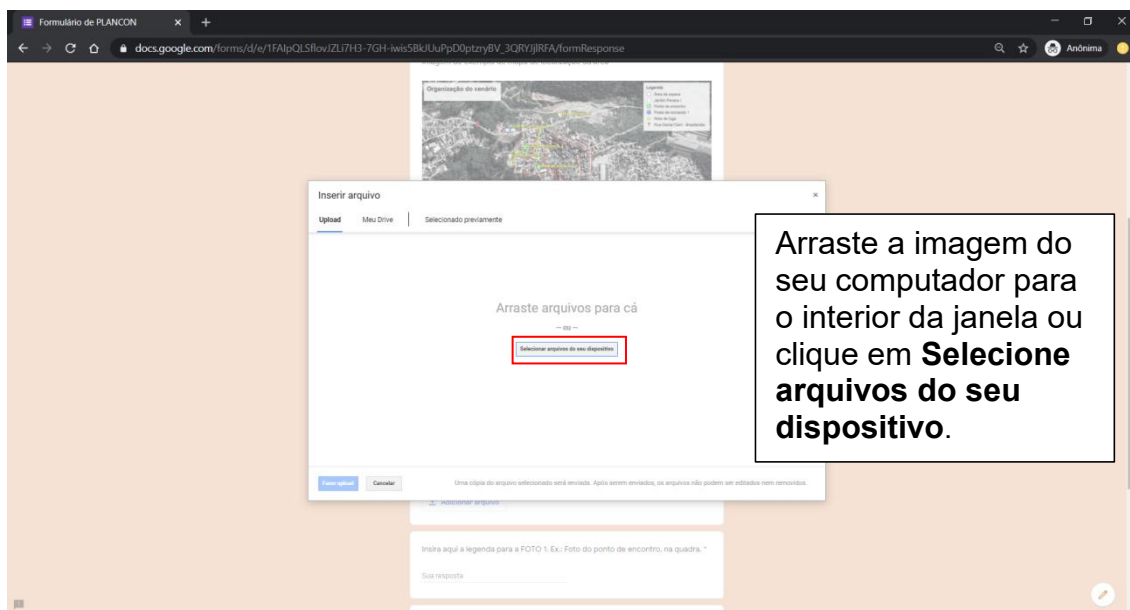 Formulário de PLANCON
docs.google.com/forms/d/e/1FAIpQLSflovJZLi7H3-7GH-iwis5BkJUuPpD0ptzryBV_3QRYJjlRFA/formResponse
Anônima
Organização do cenário
Legenda
Inserir arquivo
Upload Meu Drive Selecionado previamente
Arraste arquivos para cá
— ou —
Selecionar arquivos do seu dispositivo
Arraste a imagem do
seu computador para
o interior da janela ou
clique em Selecione
arquivos do seu
dispositivo.
Fazer upload Cancelar Uma cópia do arquivo selecionado será enviada. Após serem enviados, os arquivos não podem ser editados nem removidos.
Adicionar arquivo
Insira aqui a legenda para a FOTO 1. Ex.: Foto do ponto de encontro, na quadra. *
Sua resposta